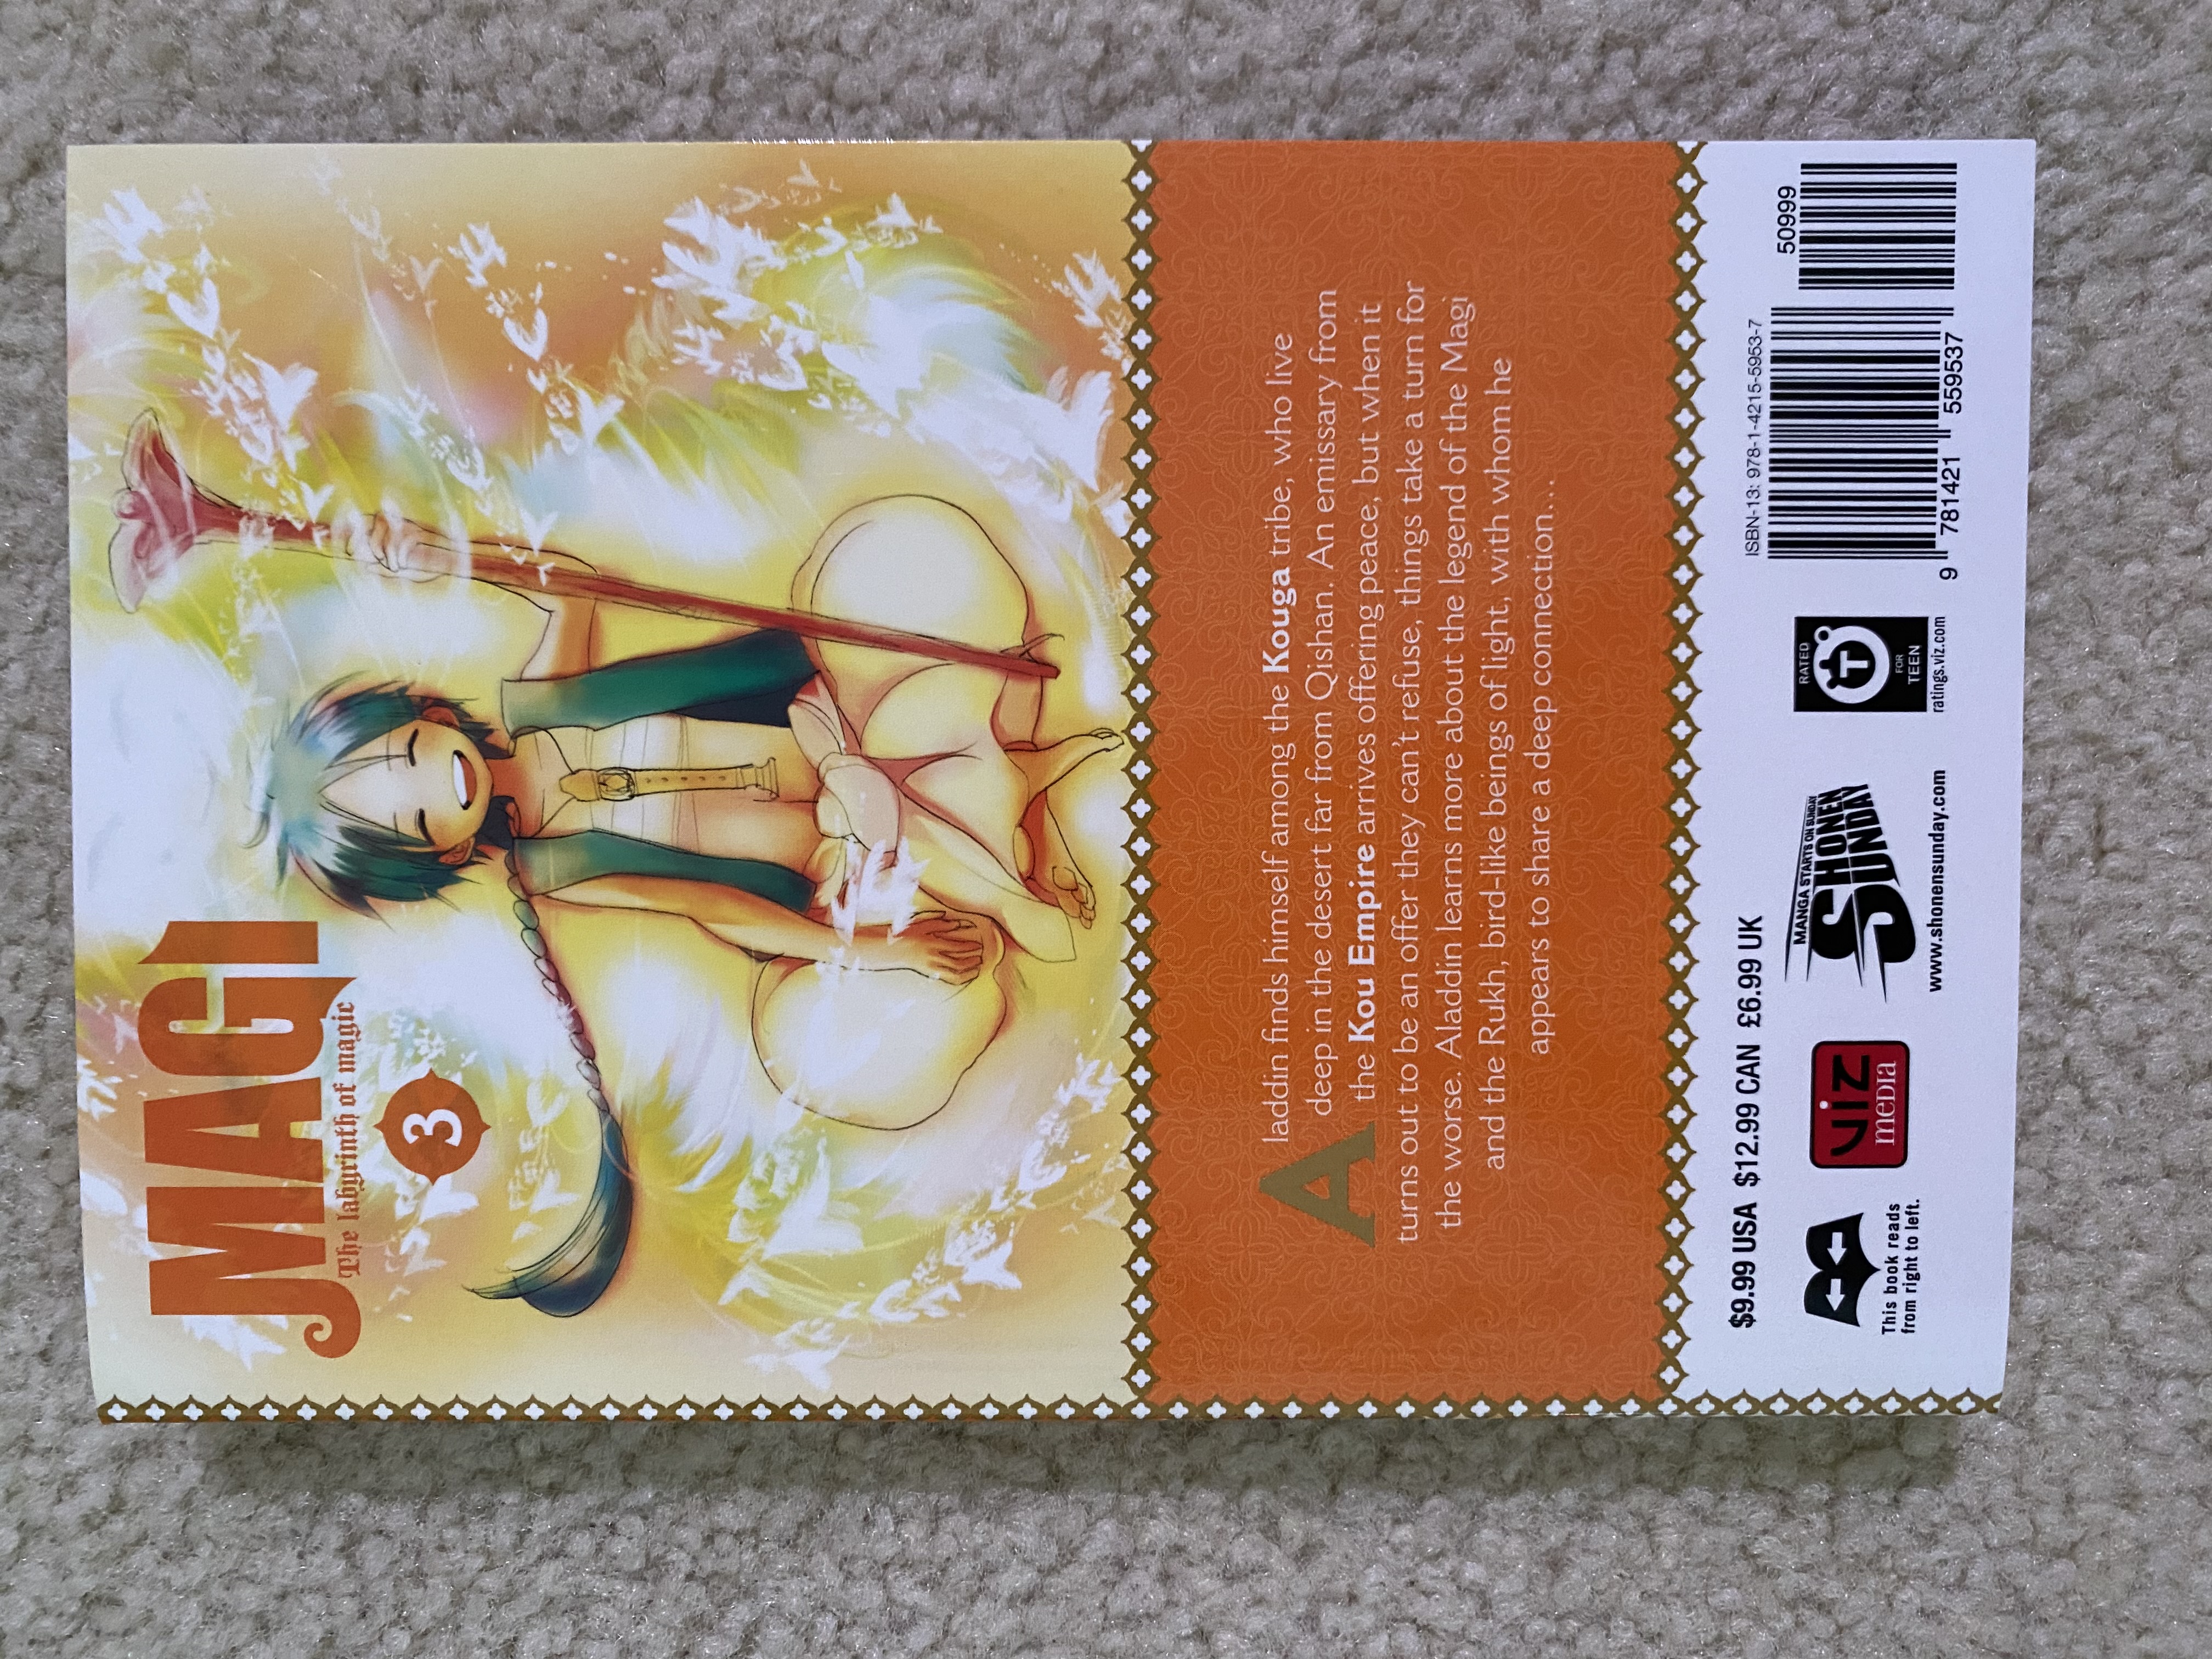 MAGI
The labyrinth of magic
3
Aladdin finds himself among the Kouga tribe, who live
deep in the desert far from Qishan. An emissary from
the Kou Empire arrives offering peace, but when it
turns out to be an offer they can't refuse, things take a turn for
the worse. Aladdin learns more about the legend of the Magi
and the Rukh, bird-like beings of light, with whom he
appears to share a deep connection...
$9.99 USA $12.99 CAN £6.99 UK
This book reads
from right to left.
VIZ
MEDIA
MANGA STARTS ON SUNDAY
SHONEN
SUNDAY
www.shonensunday.com
RATED
T
FOR
TEEN
ratings.viz.com
ISBN-13: 978-1-4215-5953-7
50999
9 781421 559537